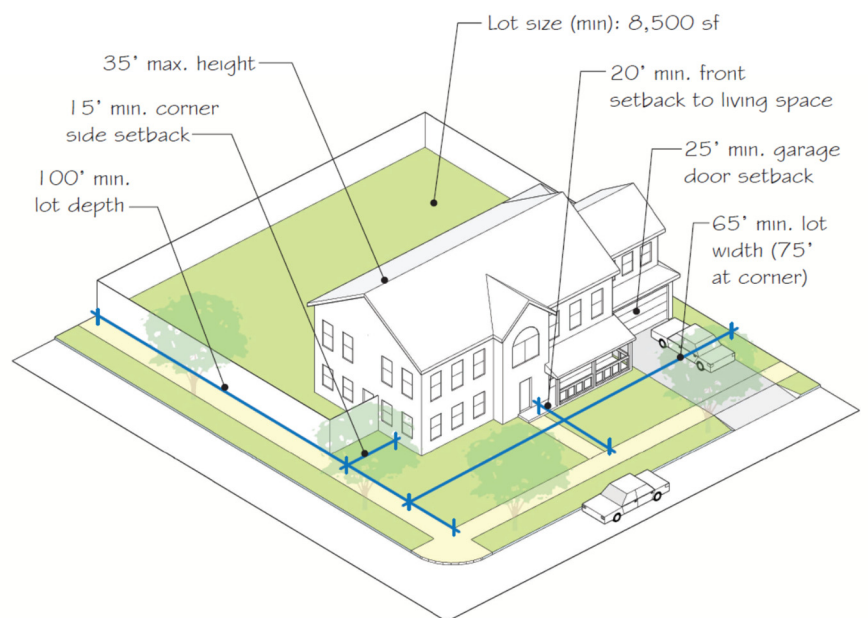 Lot size (min): 8,500 sf
35' max. height
20' min. front
setback to living space
15' min. corner
side setback
25' min. garage
door setback
100' min.
lot depth
65' min. lot
width (75'
at corner)